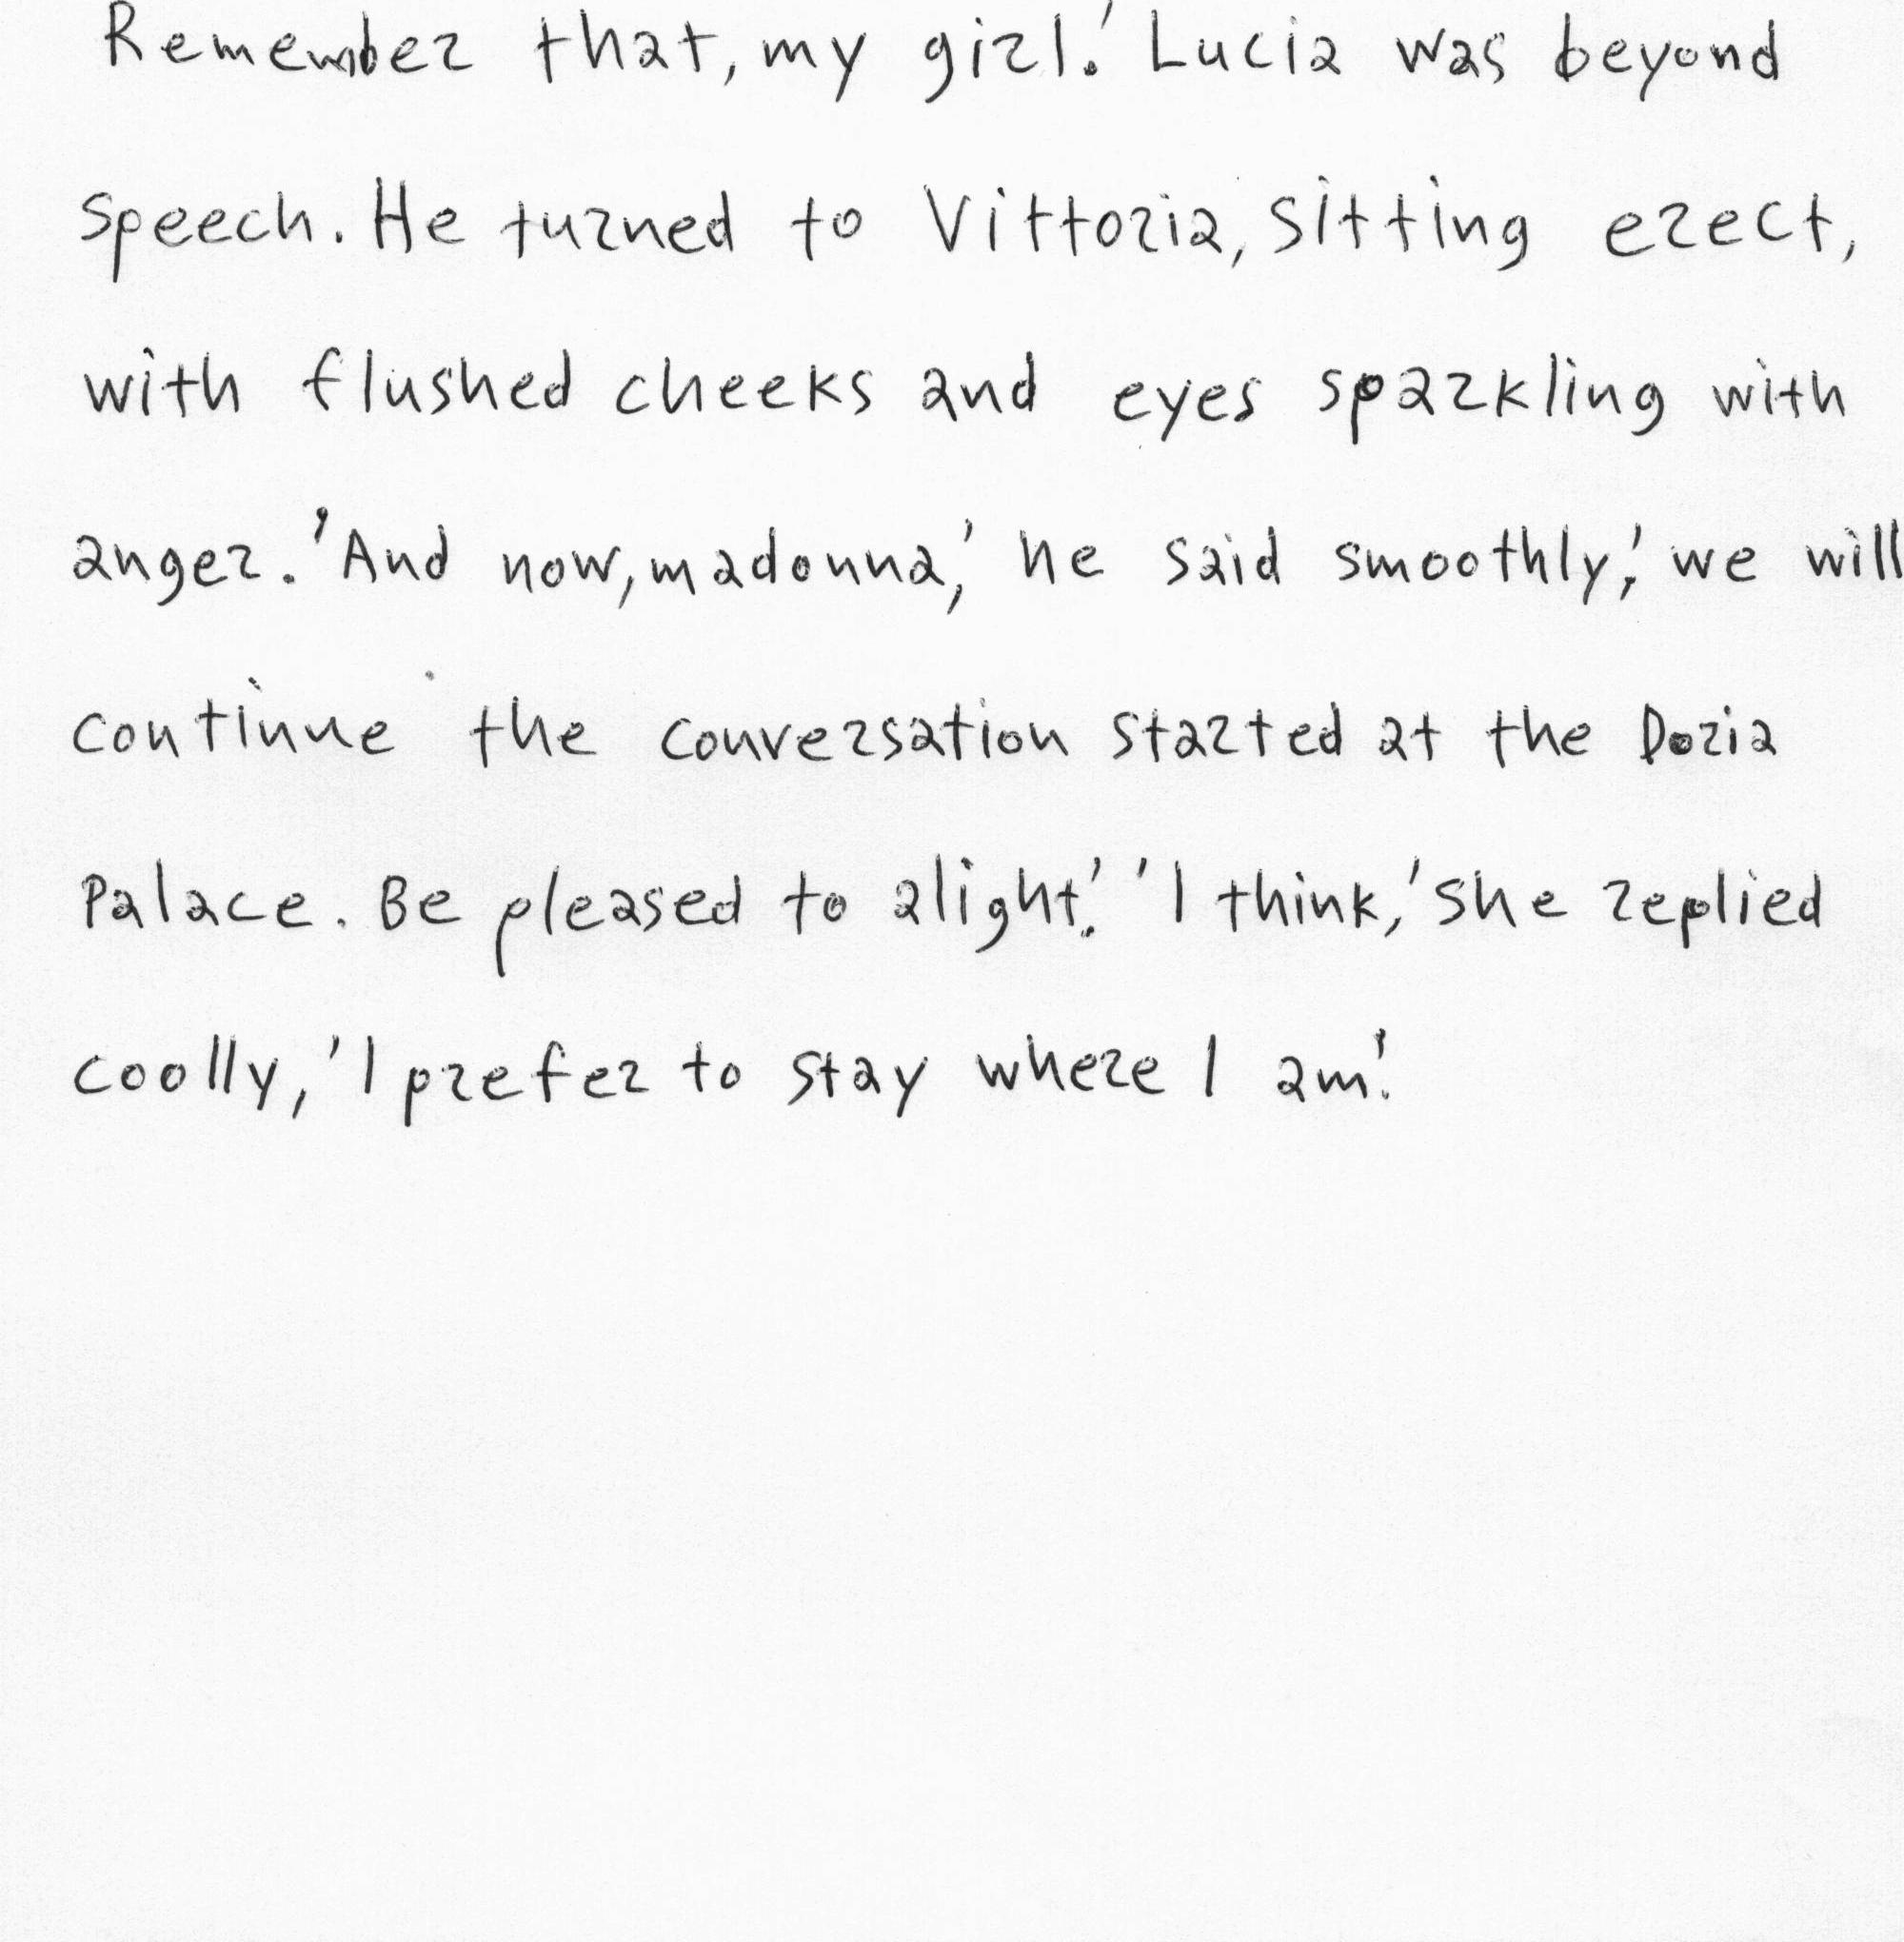 Remember that, my girl.' Lucia was beyond
speech. He turned to Vittoria, sitting erect,
with flushed cheeks and eyes sparkling with
anger. 'And now, madonna,' he said smoothly, 'we will
continue the conversation started at the Doria
Palace. Be pleased to alight.' 'I think,' she replied
coolly, 'I prefer to stay where I am.'